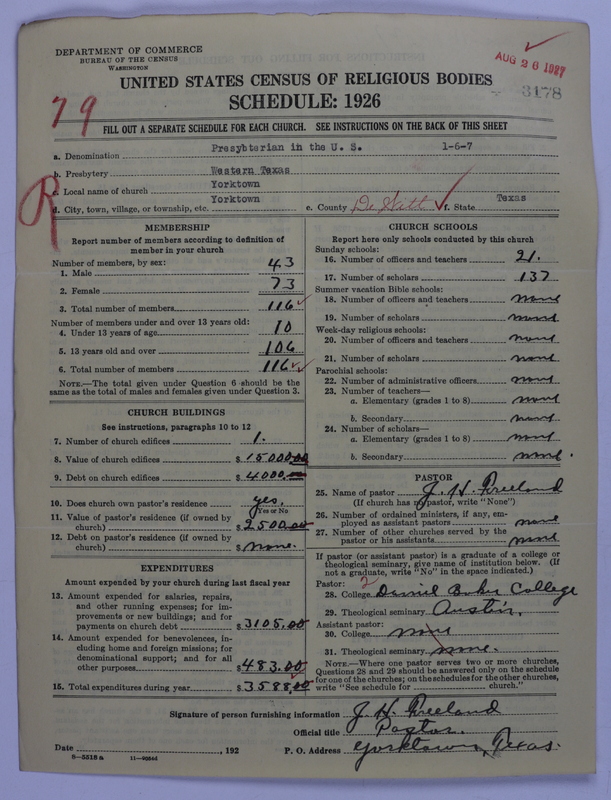 DEPARTMENT OF COMMERCE
BUREAU OF THE CENSUS
WASHINGTON
AUG 26 1927
3178
79
UNITED STATES CENSUS OF RELIGIOUS BODIES
SCHEDULE: 1926
FILL OUT A SEPARATE SCHEDULE FOR EACH CHURCH. SEE INSTRUCTIONS ON THE BACK OF THIS SHEET
a. Denomination Presbyterian in the U. S. 1-6-7
b. Presbytery Western Texas
c. Local name of church Yorktown
R
d. City, town, village, or township, etc. Yorktown e. County De Witt f. State Texas
MEMBERSHIP
Report number of members according to definition of
member in your church
Number of members, by sex:
1. Male 43
2. Female 73
3. Total number of members 116
Number of members under and over 13 years old:
4. Under 13 years of age 10
5. 13 years old and over 106
6. Total number of members 116
NOTE.—The total given under Question 6 should be
same as the total of males and females given under Question 3.
CHURCH BUILDINGS
See instructions, paragraphs 10 to 12
7. Number of church edifices 1.
8. Value of church edifices $ 15000.00
9. Debt on church edifices $ 4000.00
10. Does church own pastor's residence yes.
Yes or No
11. Value of pastor's residence (if owned by
church) $ 2500.00
12. Debt on pastor's residence (if owned by
church) $ none.
EXPENDITURES
Amount expended by your church during last fiscal year
13. Amount expended for salaries, repairs,
and other running expenses; for im-
provements or new buildings; and for
payments on church debt $ 3105.00
14. Amount expended for benevolences, in-
cluding home and foreign missions; for
denominational support; and for all
other purposes $ 483.00
15. Total expenditures during year $ 3588.00
CHURCH SCHOOLS
Report here only schools conducted by this church
Sunday schools:
16. Number of officers and teachers 21.
17. Number of scholars 137
Summer vacation Bible schools:
18. Number of officers and teachers none
19. Number of scholars none
Week-day religious schools:
20. Number of officers and teachers none
21. Number of scholars none
Parochial schools:
22. Number of administrative officers none
23. Number of teachers—
a. Elementary (grades 1 to 8) none
b. Secondary none
24. Number of scholars—
a. Elementary (grades 1 to 8) none
b. Secondary none.
PASTOR
25. Name of pastor J. H. Freeland
(If church has no pastor, write "None")
26. Number of ordained ministers, if any, em-
ployed as assistant pastors none
27. Number of other churches served by the
pastor or his assistants none
If pastor (or assistant pastor) is a graduate of a college or
theological seminary, give name of institution below. (If
not a graduate, write "No" in the space indicated.)
Pastor: 2
28. College Daniel Baker College
29. Theological seminary Austin.
Assistant pastor:
30. College none
31. Theological seminary none.
NOTE.—Where one pastor serves two or more churches,
Questions 28 and 29 should be answered only on the schedule
for one of the churches; on the schedules for the other churches,
write "See schedule for church."
Signature of person furnishing information J. H. Freeland
Official title Pastor.
Date , 192 P. O. Address Yorktown, Texas.
8—5518 a